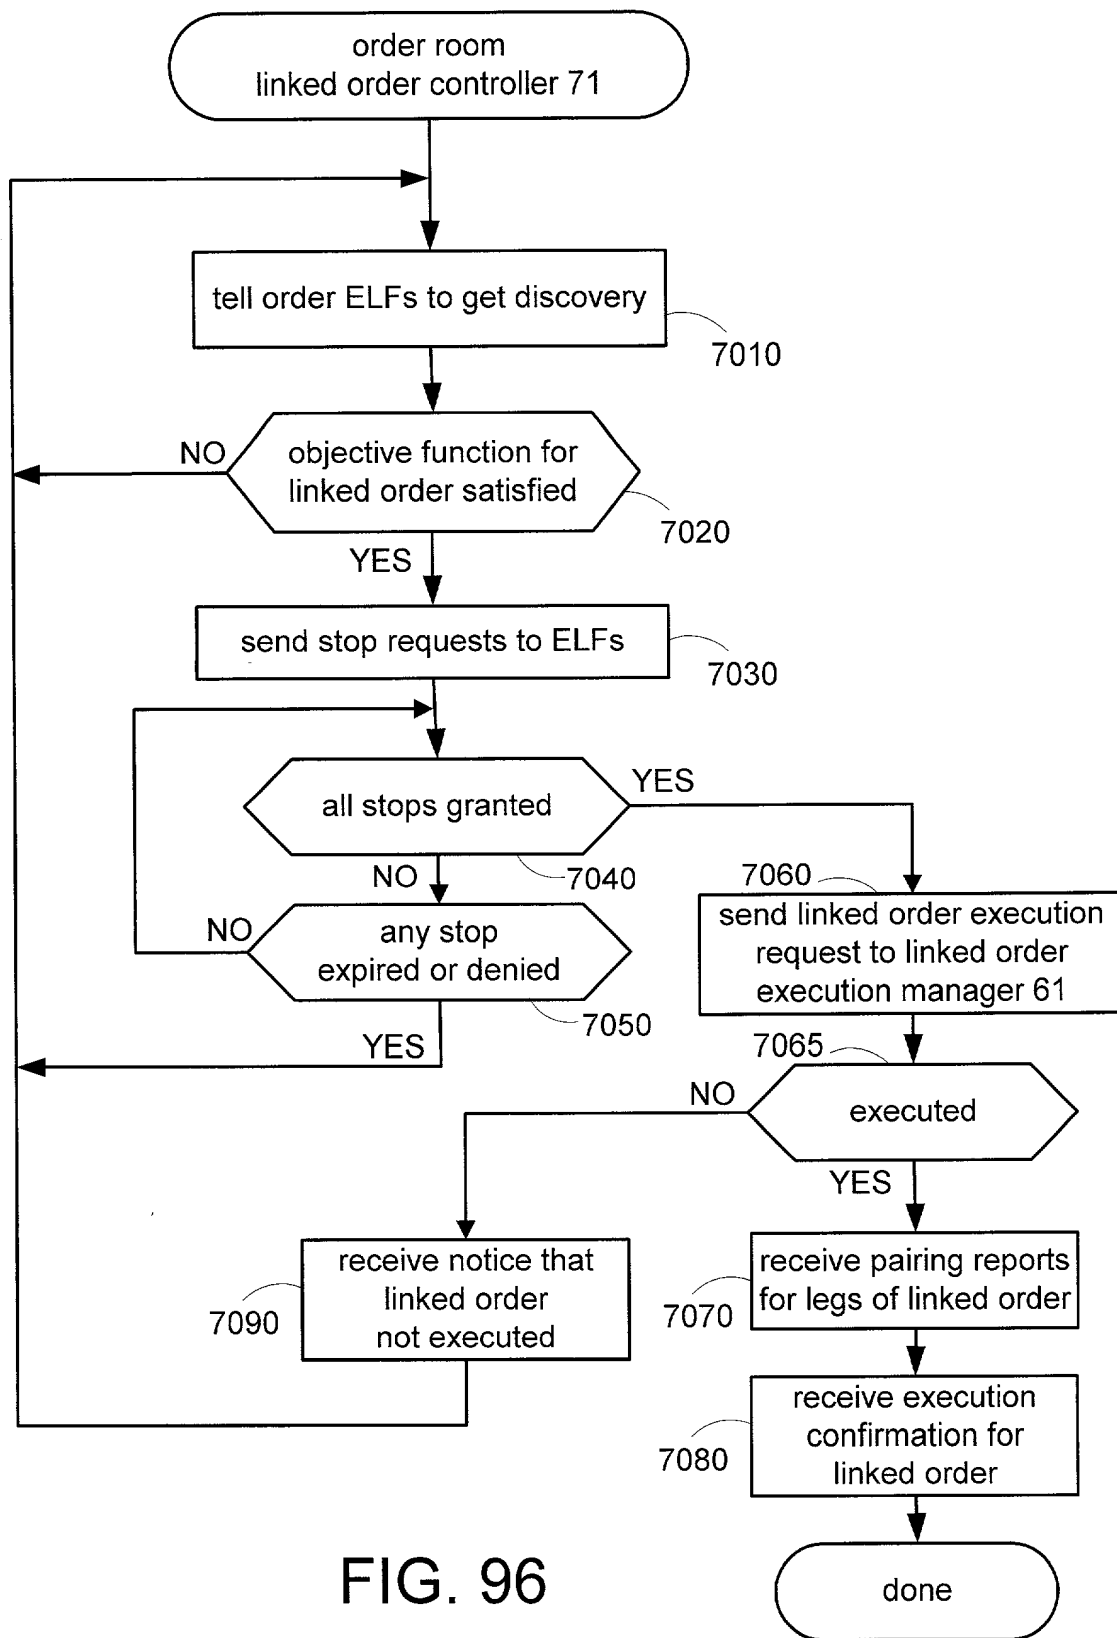 order room
linked order controller 71
tell order ELFs to get discovery
7010
NO
objective function for
linked order satisfied
7020
YES
send stop requests to ELFs
7030
all stops granted
YES
7040
NO
7060
send linked order execution
request to linked order
execution manager 61
NO
any stop
expired or denied
7050
YES
7065
NO
executed
YES
receive notice that
linked order
not executed
7090
receive pairing reports
for legs of linked order
7070
receive execution
confirmation for
linked order
7080
done
FIG. 96